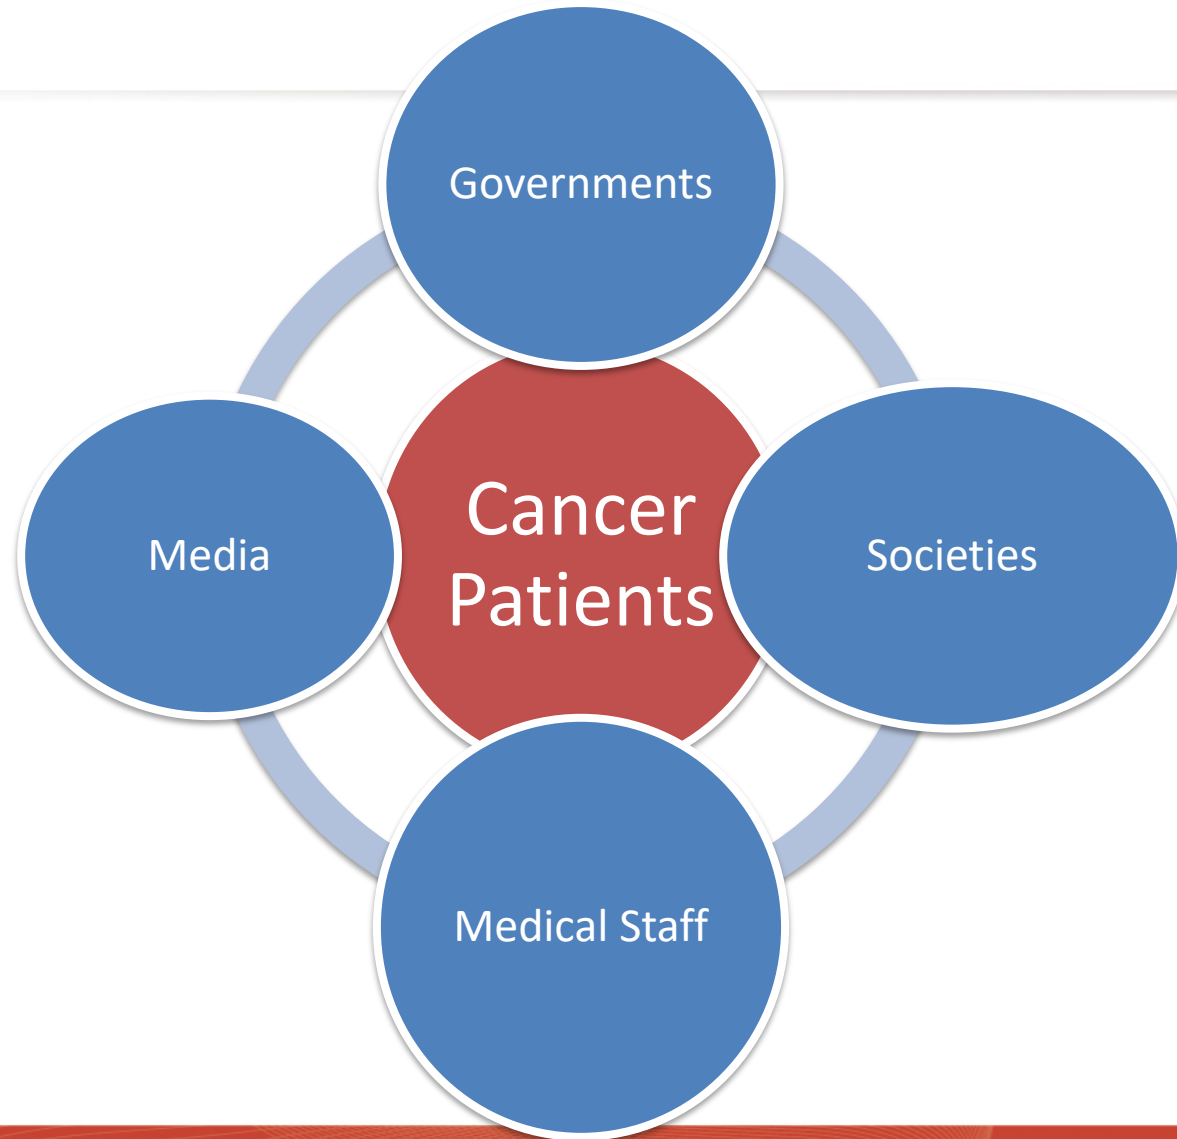 Governments
Media
Cancer
Patients
Societies
Medical Staff